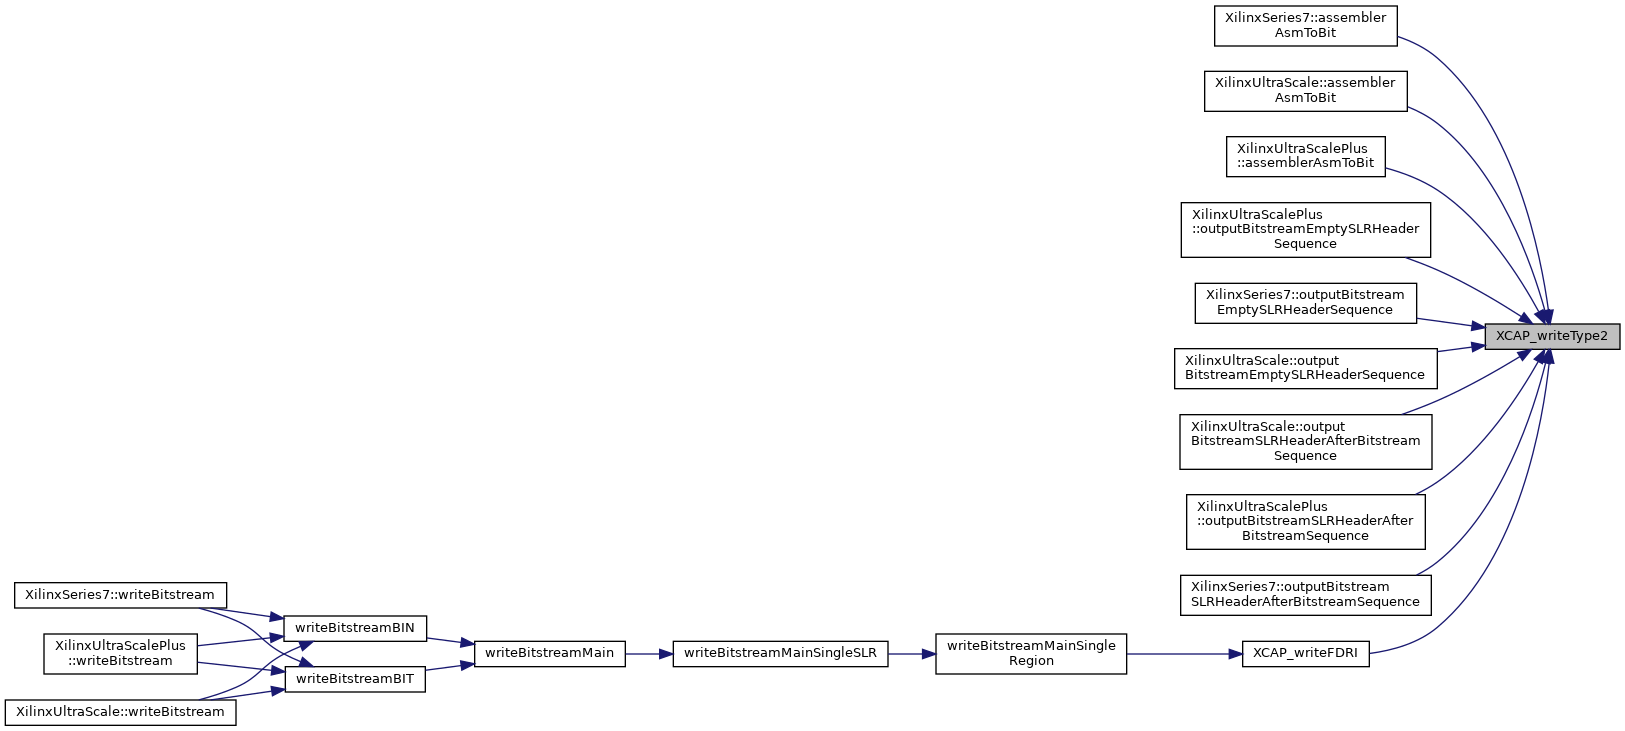 XilinxSeries7::assembler
AsmToBit
XilinxUltraScale::assembler
AsmToBit
XilinxUltraScalePlus
::assemblerAsmToBit
XilinxUltraScalePlus
::outputBitstreamEmptySLRHeader
Sequence
XilinxSeries7::outputBitstream
EmptySLRHeaderSequence
XCAP_writeType2
XilinxUltraScale::output
BitstreamEmptySLRHeaderSequence
XilinxUltraScale::output
BitstreamSLRHeaderAfterBitstream
Sequence
XilinxUltraScalePlus
::outputBitstreamSLRHeaderAfter
BitstreamSequence
XilinxSeries7::outputBitstream
SLRHeaderAfterBitstreamSequence
XilinxSeries7::writeBitstream
writeBitstreamBIN
XilinxUltraScalePlus
::writeBitstream
writeBitstreamMain
writeBitstreamMainSingleSLR
writeBitstreamMainSingle
Region
XCAP_writeFDRI
writeBitstreamBIT
XilinxUltraScale::writeBitstream